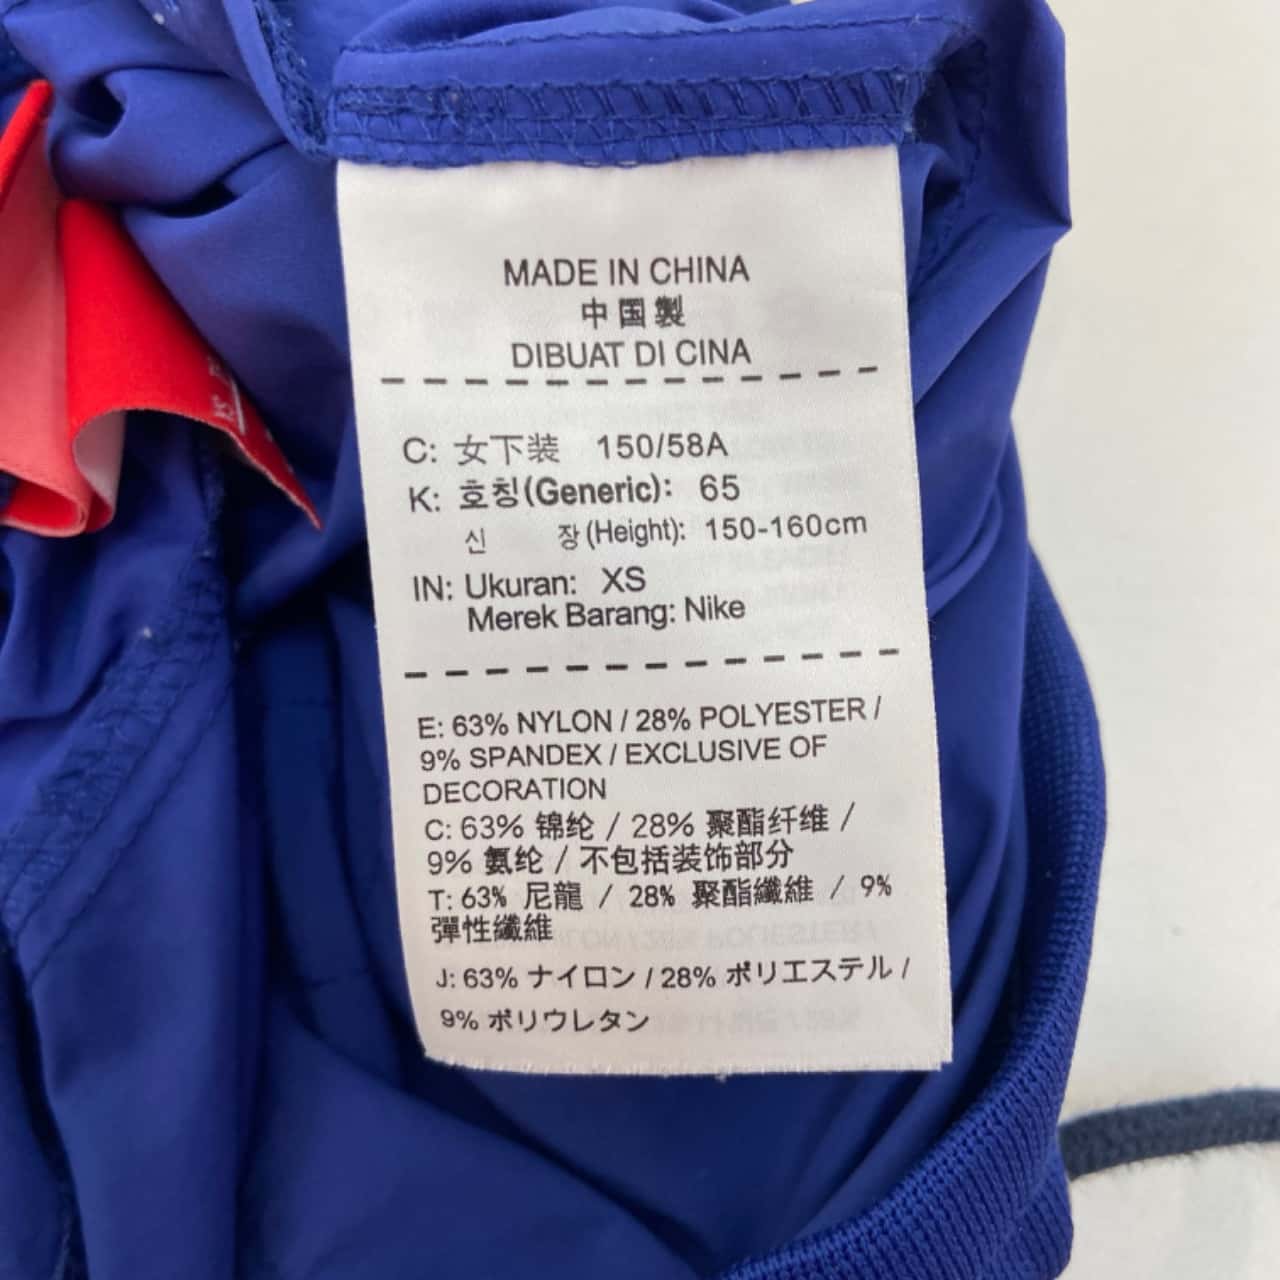 MADE IN CHINA
中国製
DIBUAT DI CINA
C: 女下装 150/58A
K: 호칭(Generic): 65
신 장(Height): 150-160cm
IN: Ukuran: XS
Merek Barang: Nike
E: 63% NYLON / 28% POLYESTER /
9% SPANDEX / EXCLUSIVE OF
DECORATION
C: 63% 锦纶 / 28% 聚酯纤维 /
9% 氨纶 / 不包括装饰部分
T: 63% 尼龍 / 28% 聚酯纖維 / 9%
彈性纖維
J: 63% ナイロン / 28% ポリエステル /
9% ポリウレタン